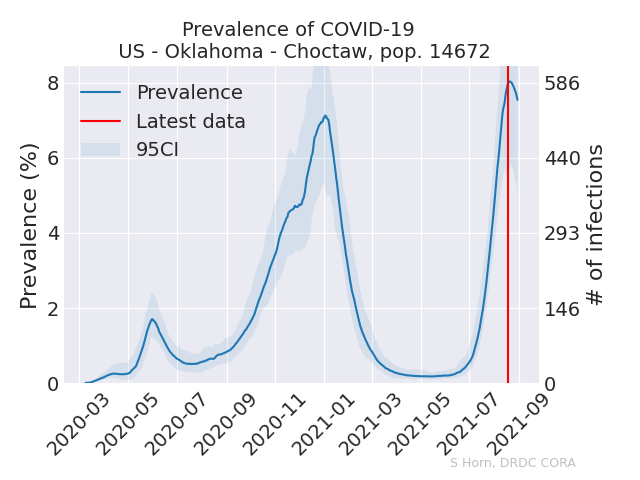 Prevalence of COVID-19
US - Oklahoma - Choctaw, pop. 14672
Prevalence
Latest data
95CI
Prevalence (%)
8
6
4
2
0
586
440
293
146
0
# of infections
2020-03
2020-05
2020-07
2020-09
2020-11
2021-01
2021-03
2021-05
2021-07
2021-09
S Horn, DRDC CORA